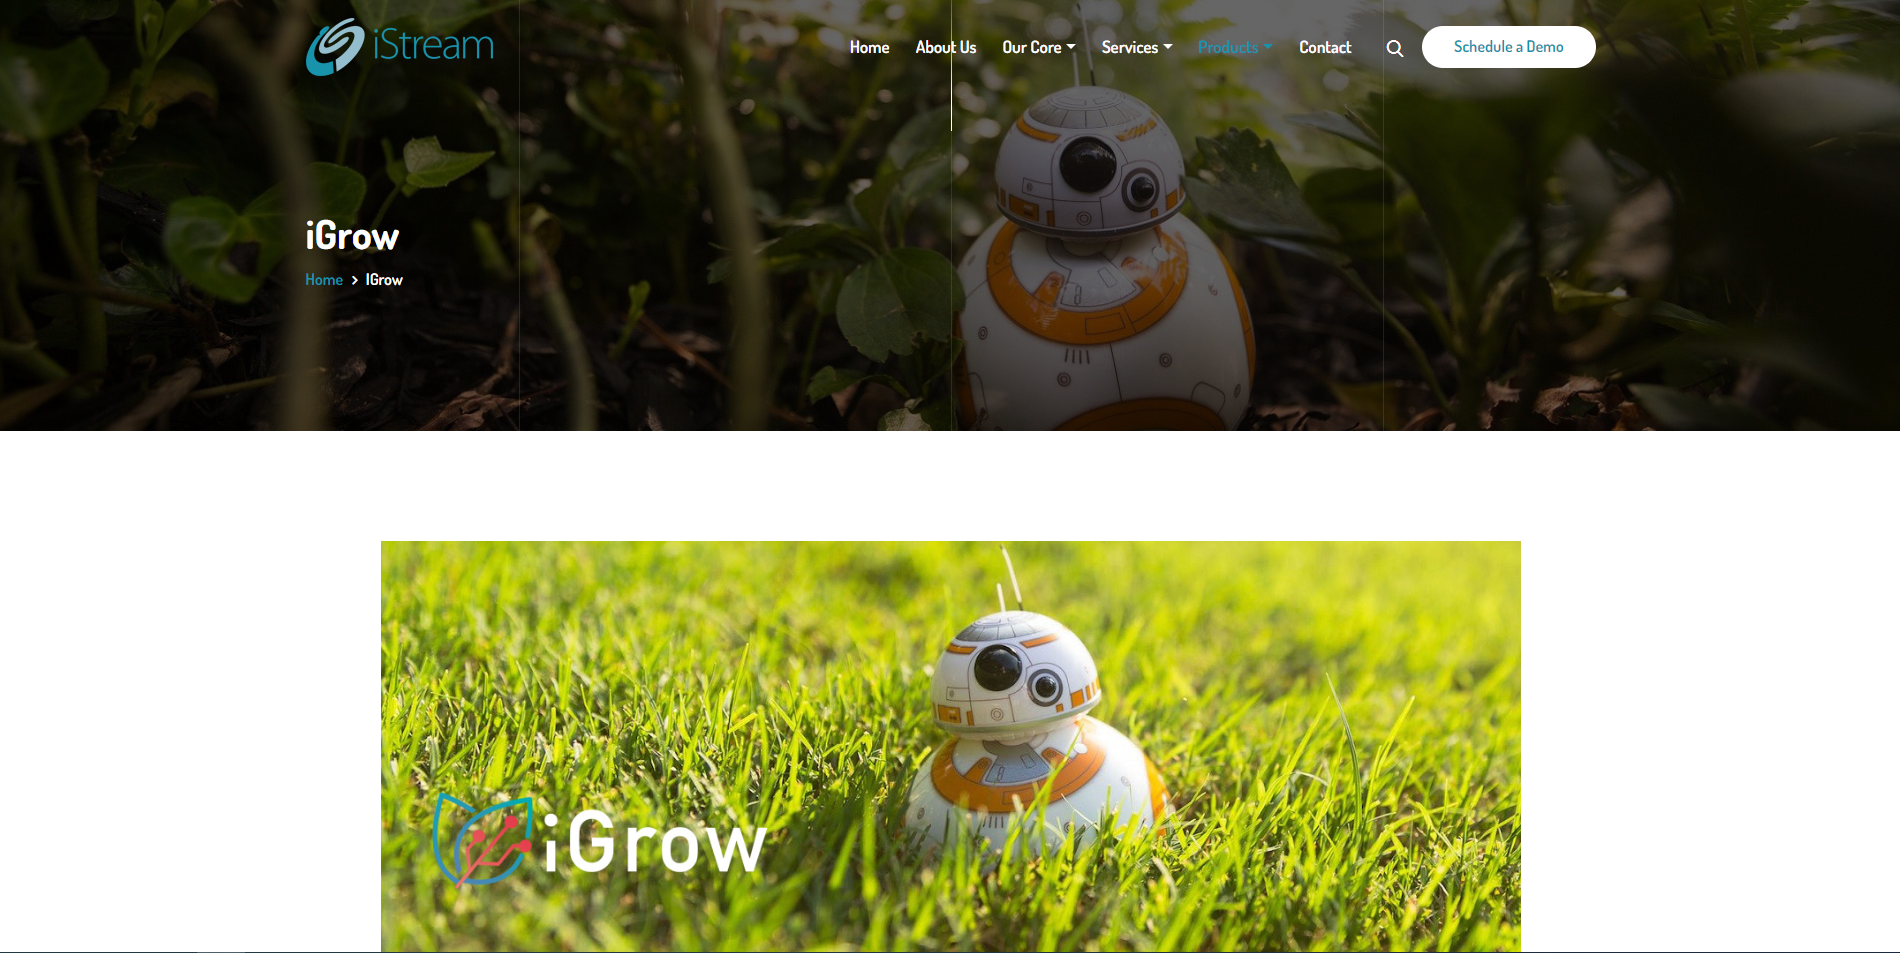 iStream
Home About Us Our Core Services Products Contact Schedule a Demo
iGrow
Home > IGrow
iGrow